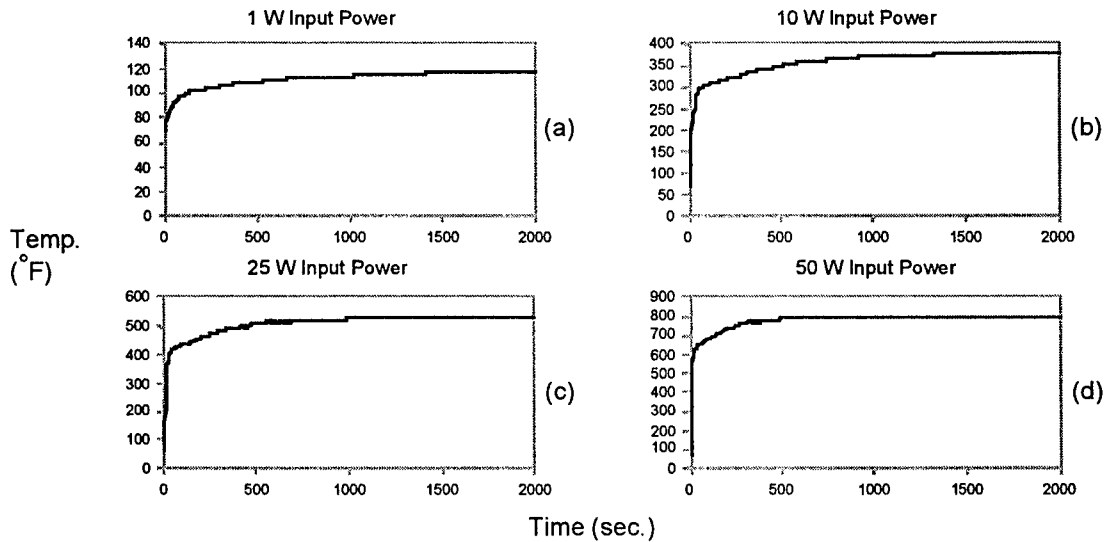 1 W Input Power
140
120
100
80
60
40
20
0
0 500 1000 1500 2000
(a)
10 W Input Power
400
350
300
250
200
150
100
50
0
0 500 1000 1500 2000
(b)
Temp.
(°F)
25 W Input Power
600
500
400
300
200
100
0
0 500 1000 1500 2000
(c)
50 W Input Power
900
800
700
600
500
400
300
200
100
0
0 500 1000 1500 2000
(d)
Time (sec.)